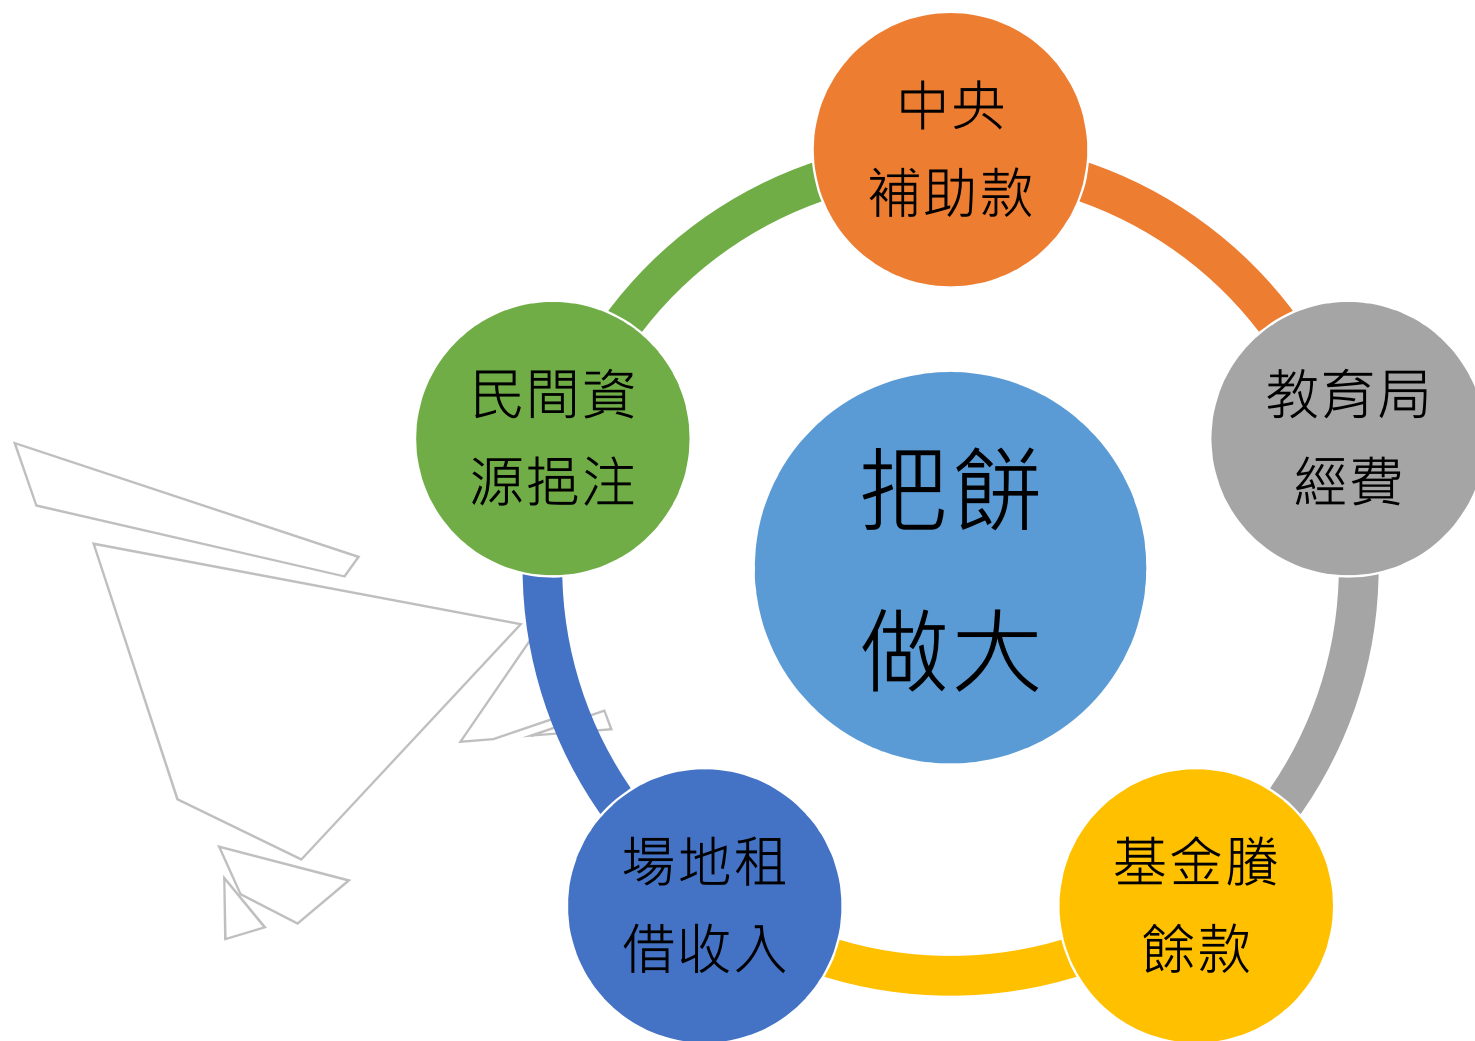 中央
補助款
教育局
經費
基金賸
餘款
場地租
借收入
民間資
源挹注
把餅
做大